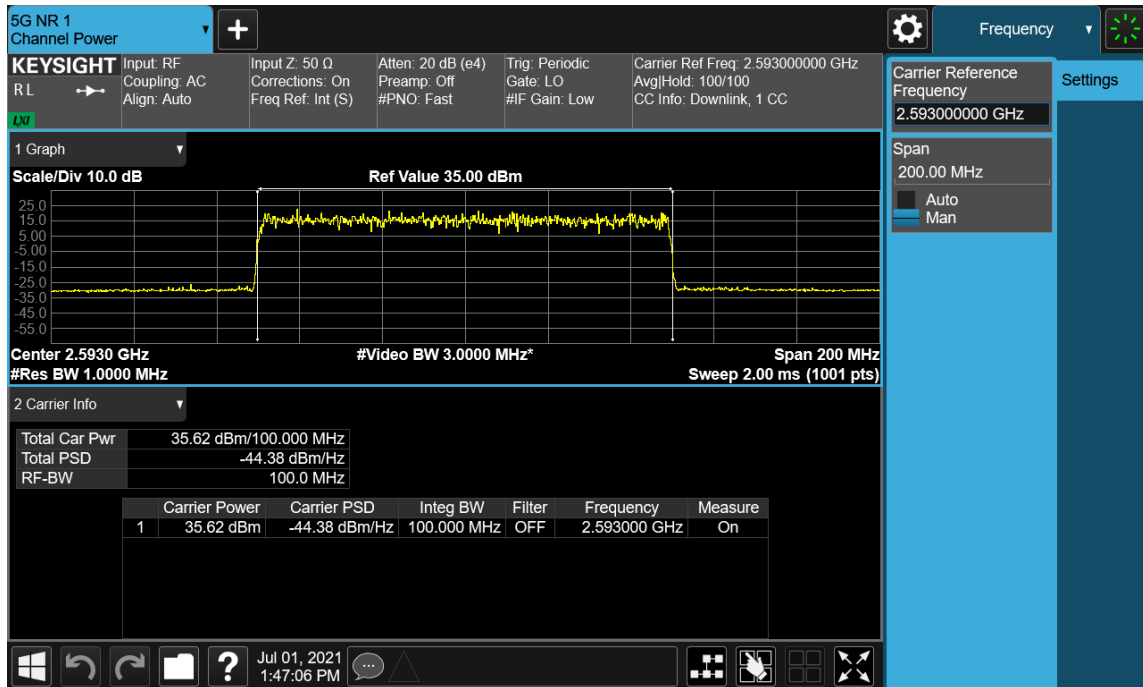 5G NR 1
Channel Power
+
Frequency
KEYSIGHT
R L
LXI
Input: RF
Coupling: AC
Align: Auto
Input Z: 50 Ω
Corrections: On
Freq Ref: Int (S)
Atten: 20 dB (e4)
Preamp: Off
#PNO: Fast
Trig: Periodic
Gate: LO
#IF Gain: Low
Carrier Ref Freq: 2.593000000 GHz
Avg|Hold: 100/100
CC Info: Downlink, 1 CC
Carrier Reference
Frequency
2.593000000 GHz
Settings
Span
200.00 MHz
Auto
Man
1 Graph
Scale/Div 10.0 dB
Ref Value 35.00 dBm
25.0
15.0
5.00
-5.00
-15.0
-25.0
-35.0
-45.0
-55.0
Center 2.5930 GHz
#Video BW 3.0000 MHz*
Span 200 MHz
#Res BW 1.0000 MHz
Sweep 2.00 ms (1001 pts)
2 Carrier Info
Total Car Pwr 35.62 dBm/100.000 MHz
Total PSD -44.38 dBm/Hz
RF-BW 100.0 MHz
Carrier Power Carrier PSD Integ BW Filter Frequency Measure
1 35.62 dBm -44.38 dBm/Hz 100.000 MHz OFF 2.593000 GHz On
?
Jul 01, 2021
1:47:06 PM